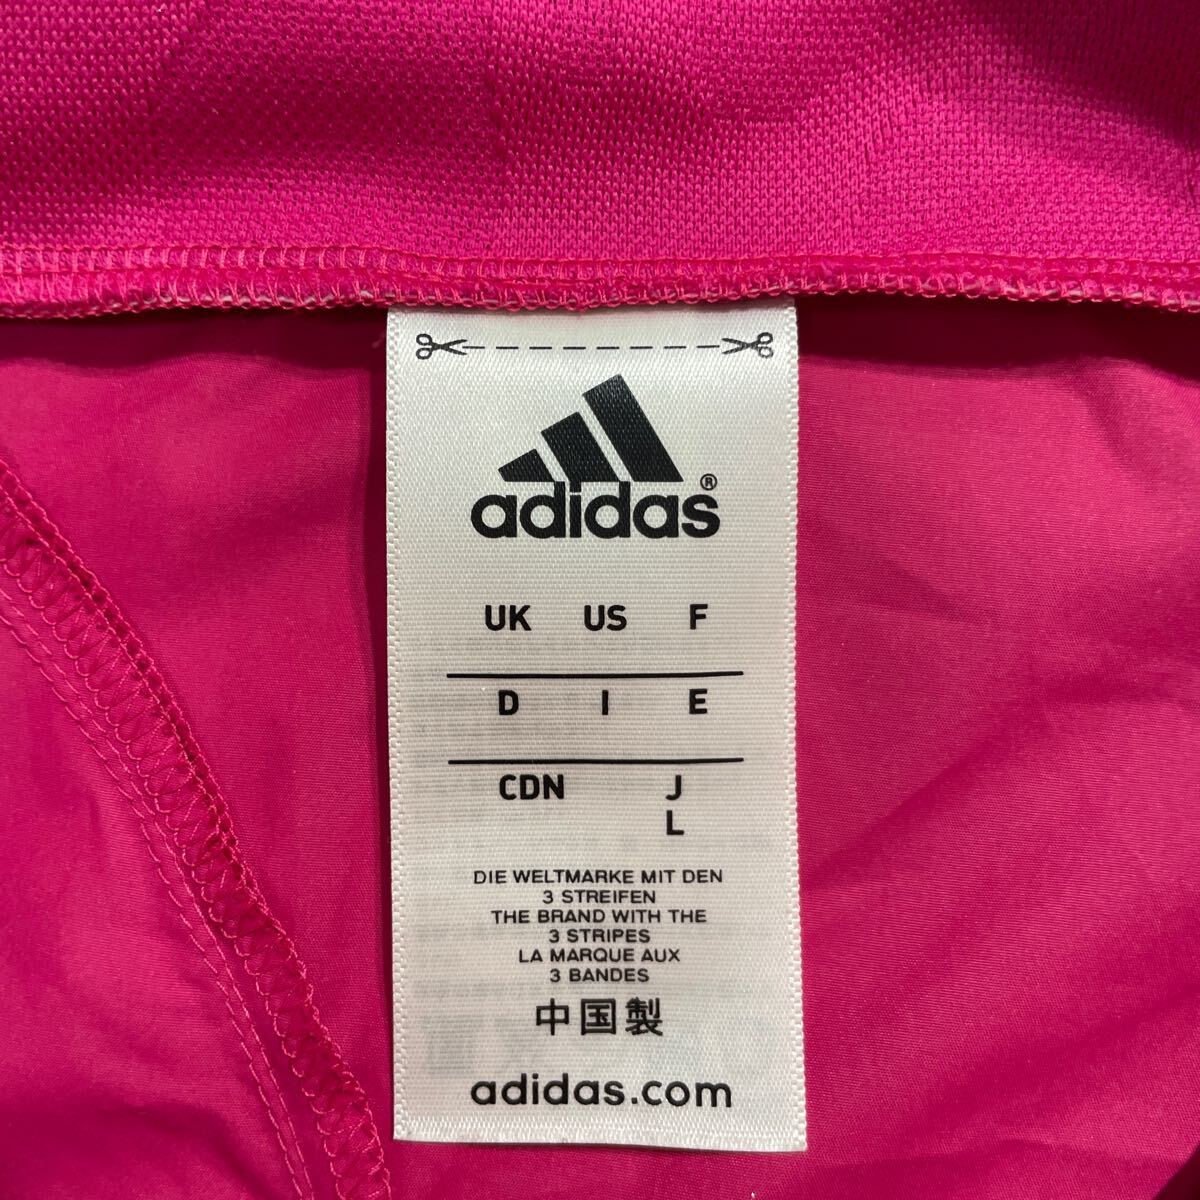 adidas®
UK US F
D I E
CDN J
L
DIE WELTMARKE MIT DEN
3 STREIFEN
THE BRAND WITH THE
3 STRIPES
LA MARQUE AUX
3 BANDES
中国製
adidas.com